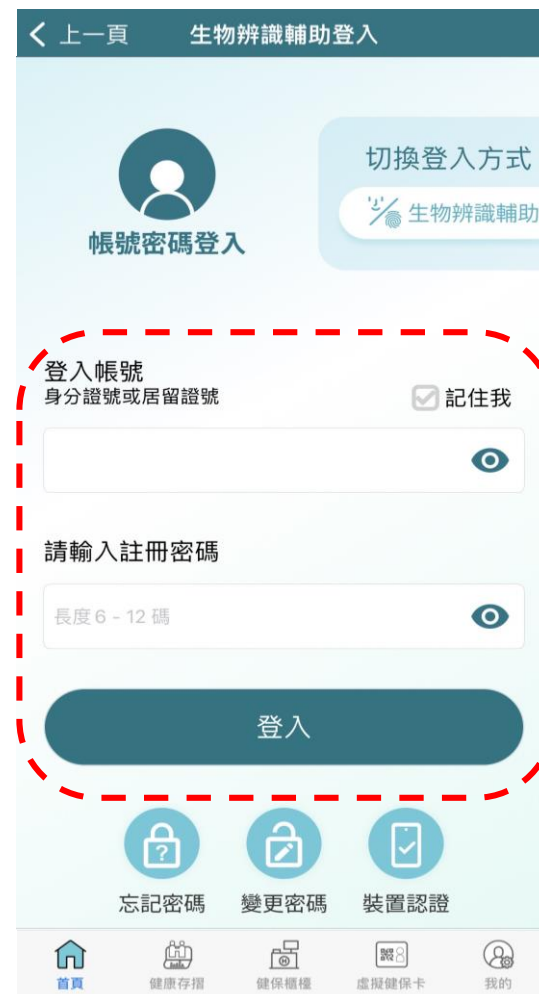 上一頁 生物辨識輔助登入
切換登入方式
生物辨識輔助
帳號密碼登入
登入帳號
身分證號或居留證號
記住我
請輸入註冊密碼
長度 6 - 12 碼
登入
忘記密碼 變更密碼 裝置認證
首頁 健康存摺 健保櫃檯 虛擬健保卡 我的